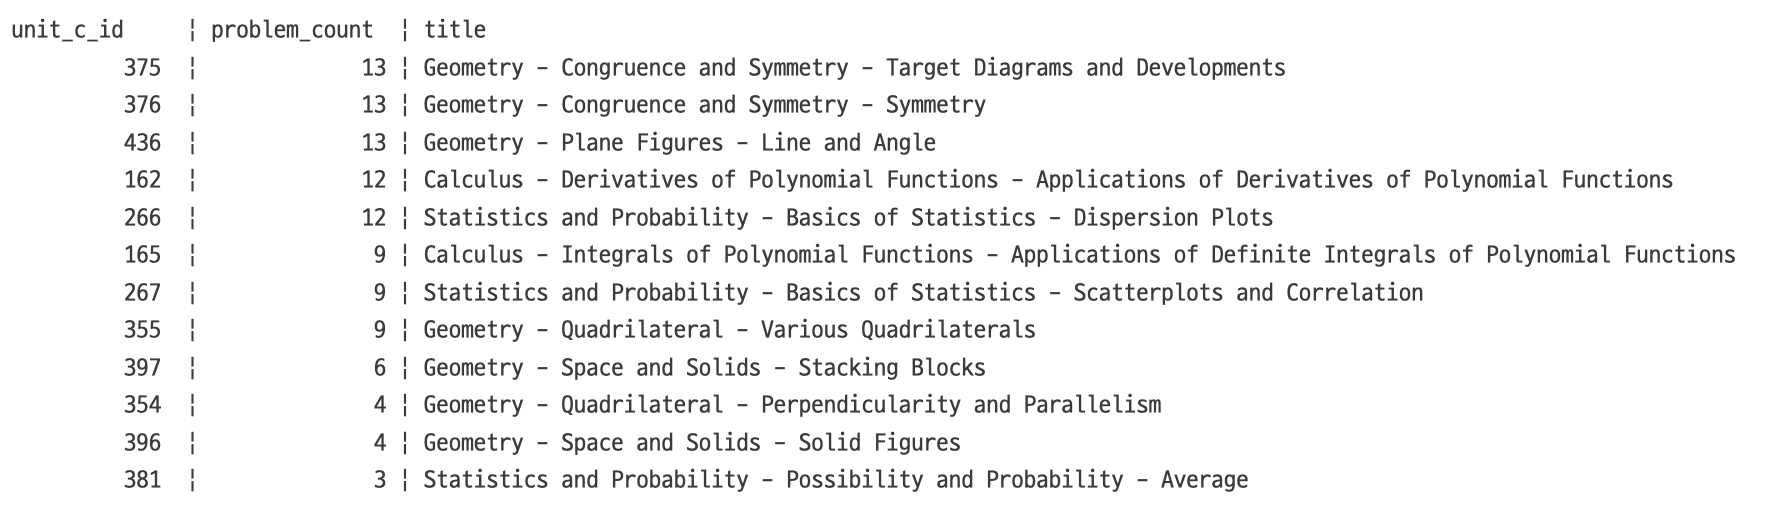 unit_c_id ¦ problem_count ¦ title
375 ¦ 13 ¦ Geometry - Congruence and Symmetry - Target Diagrams and Developments
376 ¦ 13 ¦ Geometry - Congruence and Symmetry - Symmetry
436 ¦ 13 ¦ Geometry - Plane Figures - Line and Angle
162 ¦ 12 ¦ Calculus - Derivatives of Polynomial Functions - Applications of Derivatives of Polynomial Functions
266 ¦ 12 ¦ Statistics and Probability - Basics of Statistics - Dispersion Plots
165 ¦ 9 ¦ Calculus - Integrals of Polynomial Functions - Applications of Definite Integrals of Polynomial Functions
267 ¦ 9 ¦ Statistics and Probability - Basics of Statistics - Scatterplots and Correlation
355 ¦ 9 ¦ Geometry - Quadrilateral - Various Quadrilaterals
397 ¦ 6 ¦ Geometry - Space and Solids - Stacking Blocks
354 ¦ 4 ¦ Geometry - Quadrilateral - Perpendicularity and Parallelism
396 ¦ 4 ¦ Geometry - Space and Solids - Solid Figures
381 ¦ 3 ¦ Statistics and Probability - Possibility and Probability - Average